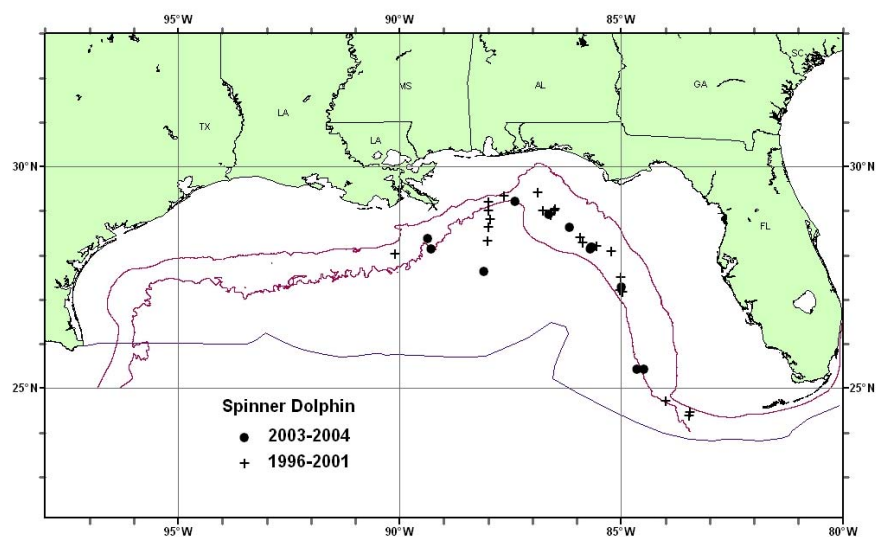 95°W 90°W 85°W 80°W
SC
MS AL GA
LA
TX
LA
30°N 30°N
FL
25°N 25°N
Spinner Dolphin
2003-2004
1996-2001
95°W 90°W 85°W 80°W